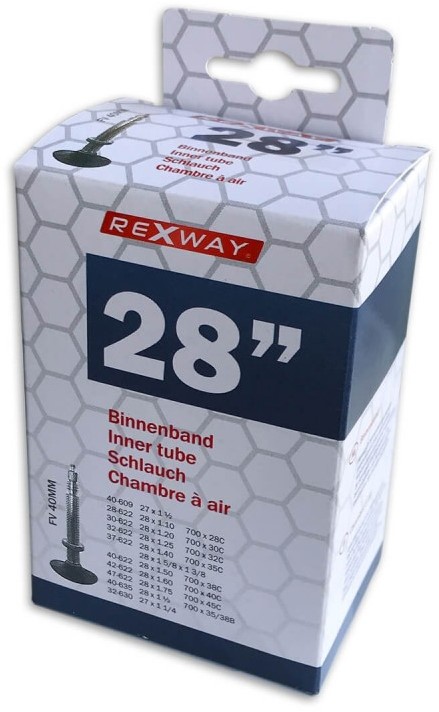 28”
FV 40MM
Binnenband
Inner tube
Schlauch
Chambre à air
REXWAY
28”
Binnenband
Inner tube
Schlauch
Chambre à air
FV 40MM
40-609 27 x 1 ½
28-622 28 x 1.10 700 x 28C
30-622 28 x 1.20 700 x 30C
32-622 28 x 1.25 700 x 32C
37-622 28 x 1.40 700 x 35C
28 x 1 5/8 x 1 3/8
40-622 28 x 1.50 700 x 38C
42-622 28 x 1.60 700 x 40C
47-622 28 x 1.75 700 x 45C
40-635 28 x 1 ½ 700 x 35/38B
32-630 27 x 1 1/4